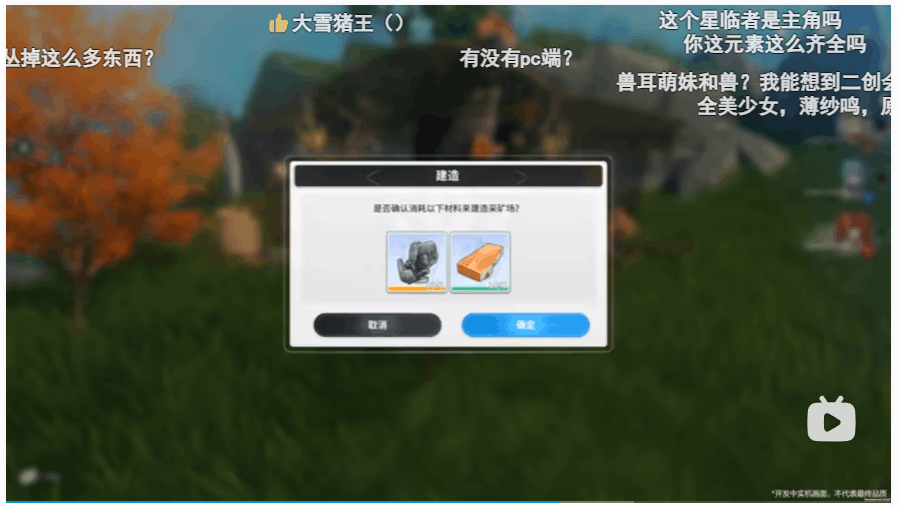 大雪猪王（）
这个星临者是主角吗
你这元素这么齐全吗
丛掉这么多东西？
有没有pc端？
兽耳萌妹和兽？我能想到二创会
全美少女，薄纱鸣，原
建造
是否确认消耗以下材料来建造采矿场？
取消
确定
*开发中实机画面，不代表最终品质